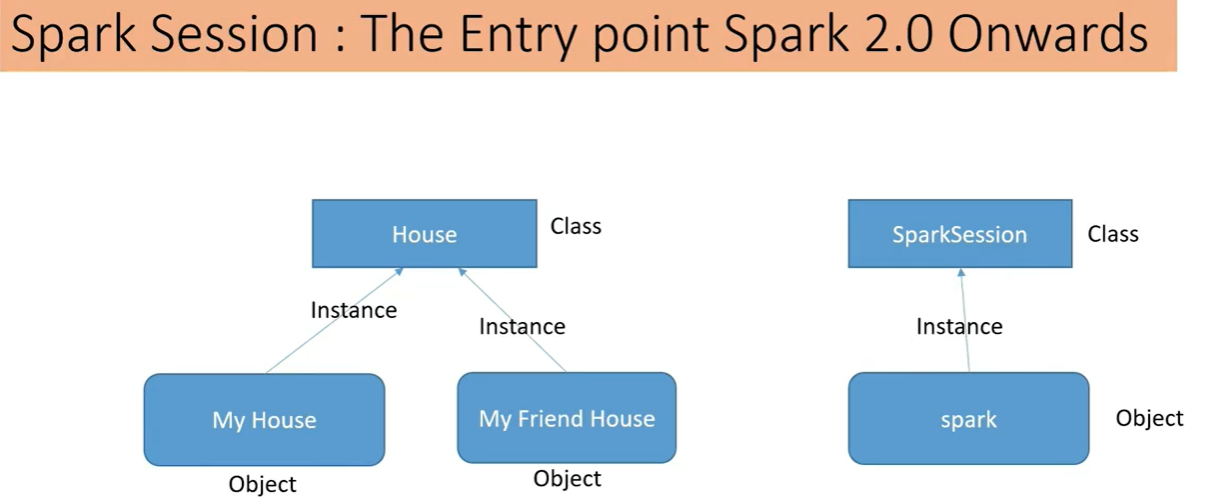 Spark Session : The Entry point Spark 2.0 Onwards
House
Class
SparkSession
Class
Instance
Instance
Instance
My House
My Friend House
spark
Object
Object
Object